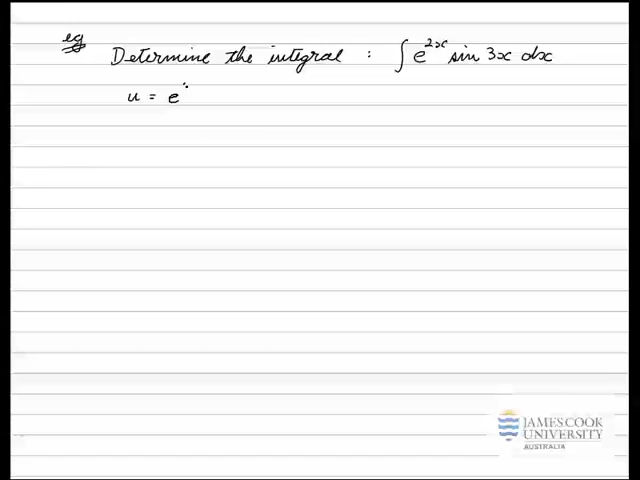 eg Determine the integral : ∫ e^{2x} sin 3x dx
u = e
JAMES COOK
UNIVERSITY
AUSTRALIA